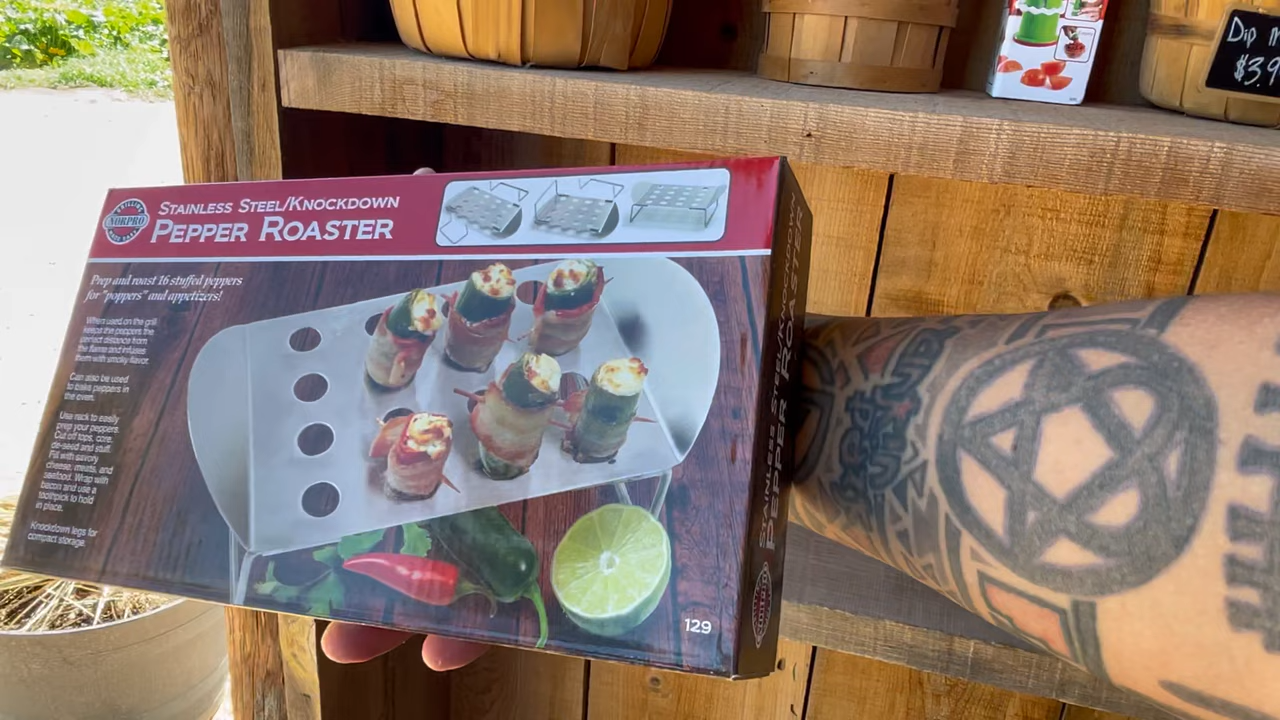 Dip m
$3.9
NORPRO
STAINLESS STEEL/KNOCKDOWN
PEPPER ROASTER
Prep and roast 16 stuffed peppers
for "poppers" and appetizers!
When used on the grill
keeps the peppers the
perfect distance from
the flame and infuses
them with smoky flavor.
Can also be used
to bake peppers in
the oven.
Use rack to easily
prep your peppers.
Cut off tops, core,
de-seed and stuff.
Fill with savory
cheese, meats, and
seafood. Wrap with
bacon and use a
toothpick to hold
in place.
Knockdown legs for
compact storage.
129
STAINLESS STEEL/KNOCKDOWN
PEPPER ROASTER